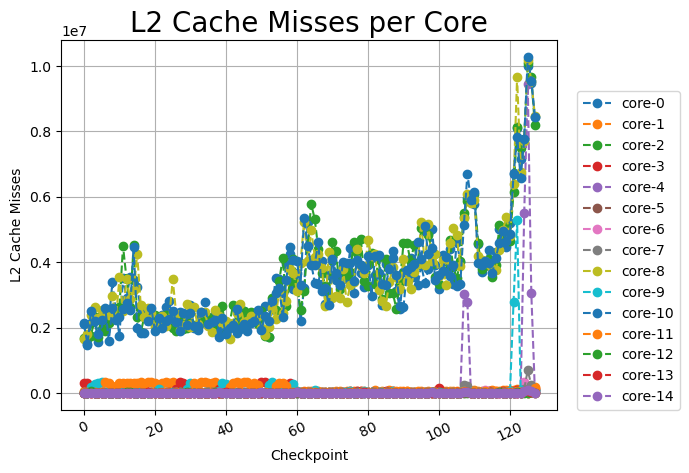 L2 Cache Misses per Core
1e7
1.0
0.8
0.6
0.4
0.2
0.0
L2 Cache Misses
0
20
40
60
80
100
120
Checkpoint
core-0
core-1
core-2
core-3
core-4
core-5
core-6
core-7
core-8
core-9
core-10
core-11
core-12
core-13
core-14